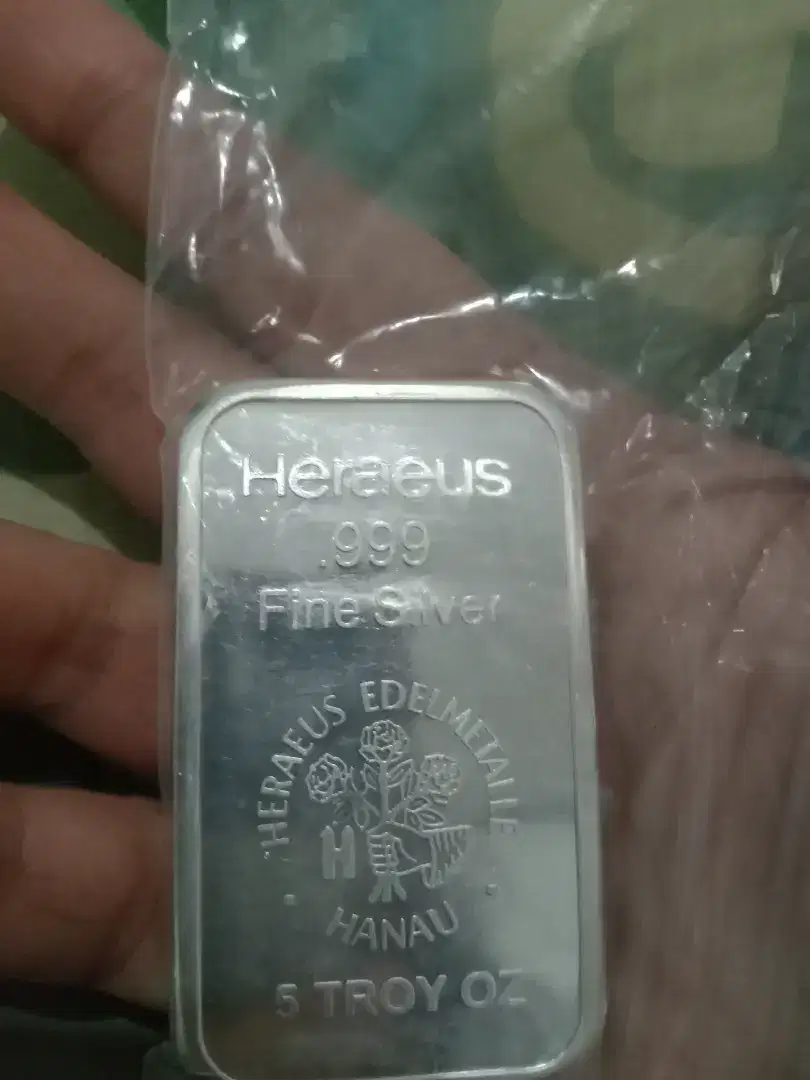 Heraeus
.999
Fine Silver
HERAEUS EDELMETALLE
H
HANAU
5 TROY OZ